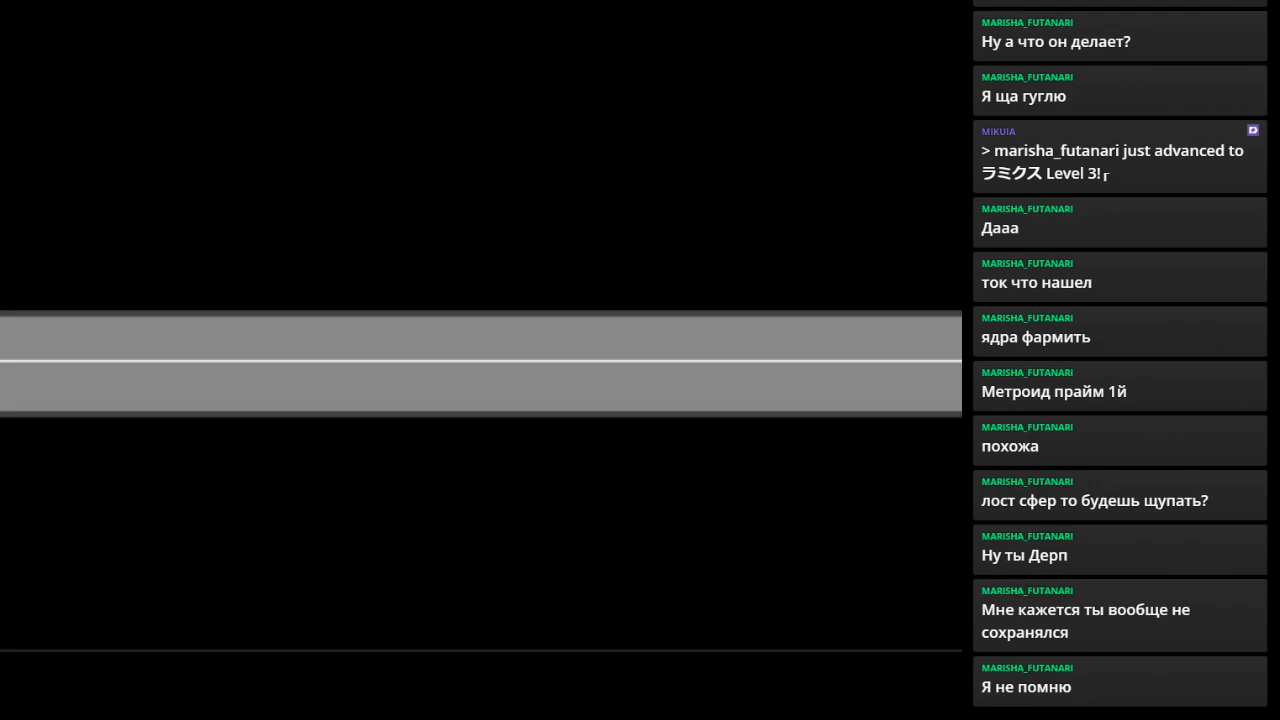 MARISHA_FUTANARI
Ну а что он делает?
MARISHA_FUTANARI
Я ща гуглю
MIKUIA
> marisha_futanari just advanced to
ラミクス Level 3!┎
MARISHA_FUTANARI
Дааа
MARISHA_FUTANARI
ток что нашел
MARISHA_FUTANARI
ядра фармить
MARISHA_FUTANARI
Метроид прайм 1й
MARISHA_FUTANARI
похожа
MARISHA_FUTANARI
лост сфер то будешь щупать?
MARISHA_FUTANARI
Ну ты Дерп
MARISHA_FUTANARI
Мне кажется ты вообще не
сохранялся
MARISHA_FUTANARI
Я не помню